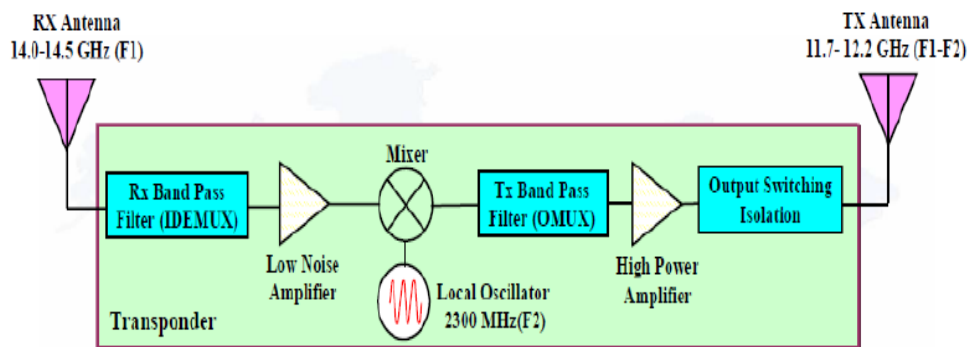 RX Antenna
14.0-14.5 GHz (F1)
TX Antenna
11.7- 12.2 GHz (F1-F2)
Rx Band Pass
Filter (IDEMUX)
Low Noise
Amplifier
Mixer
Local Oscillator
2300 MHz(F2)
Tx Band Pass
Filter (OMUX)
High Power
Amplifier
Output Switching
Isolation
Transponder